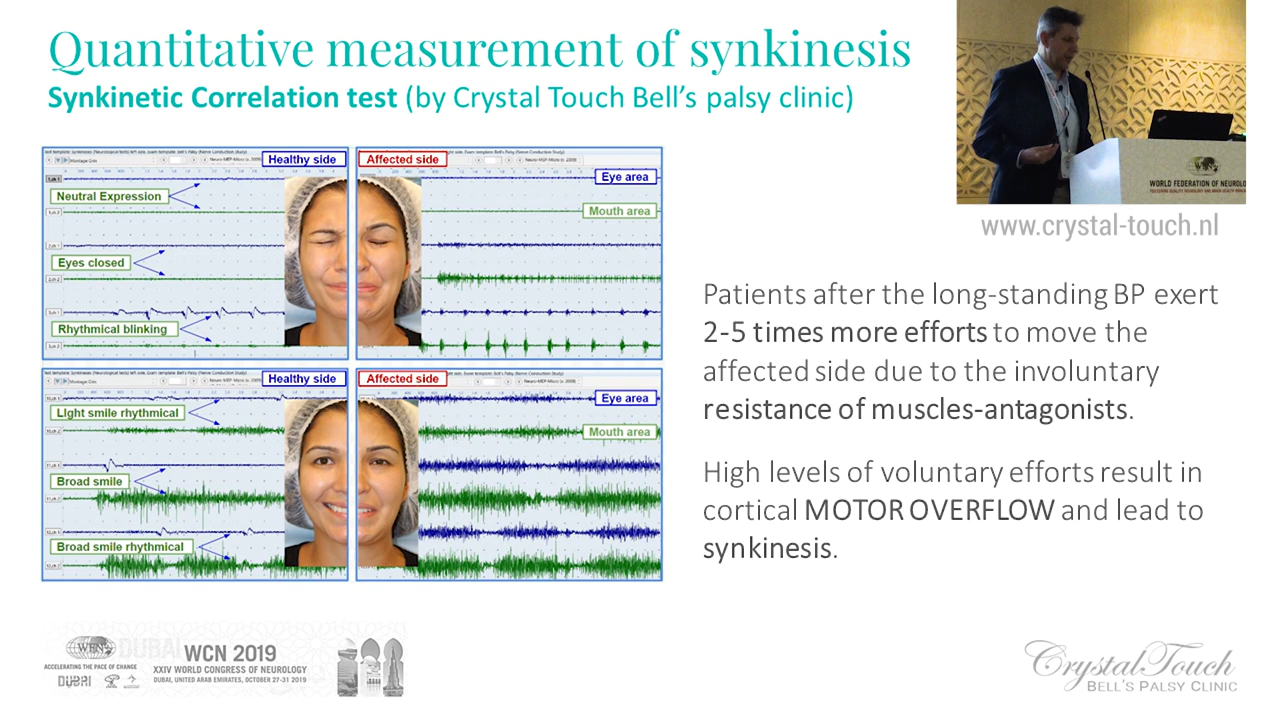 Quantitative measurement of synkinesis
Synkinetic Correlation test (by Crystal Touch Bell's palsy clinic)
Healthy side
Affected side
Neutral Expression
Eye area
Mouth area
Eyes closed
Rhythmical blinking
Healthy side
Affected side
Light smile rhythmical
Eye area
Mouth area
Broad smile
Broad smile rhythmical
WORLD FEDERATION OF NEUROLO
www.crystal-touch.nl
Patients after the long-standing BP exert
2-5 times more efforts to move the
affected side due to the involuntary
resistance of muscles-antagonists.
High levels of voluntary efforts result in
cortical MOTOR OVERFLOW and lead to
synkinesis.
WFN
ACCELERATING THE PACE OF CHANGE
DUBAI
DUBAI
WCN 2019
XXIV WORLD CONGRESS OF NEUROLOGY
DUBAI, UNITED ARAB EMIRATES, OCTOBER 27-31 2019
Crystal Touch
BELL'S PALSY CLINIC